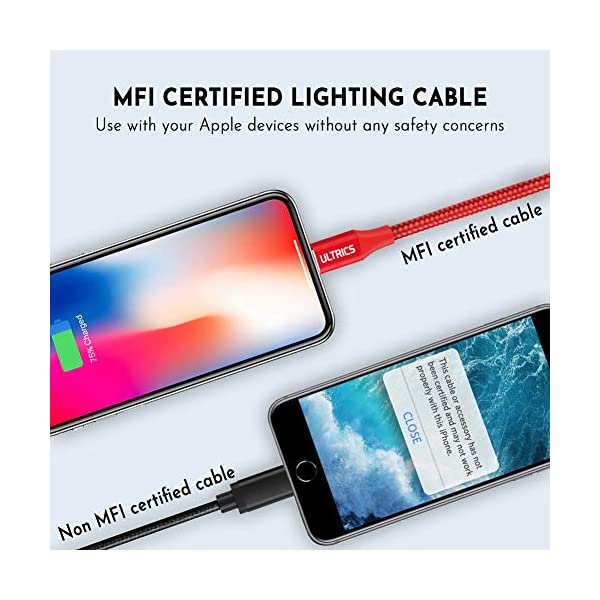 MFI CERTIFIED LIGHTING CABLE
Use with your Apple devices without any safety concerns
ULTRICS
MFI certified cable
75% Charged
This cable or accessory has not
been certified and may not work
properly with this iPhone.
CLOSE
Non MFI certified cable